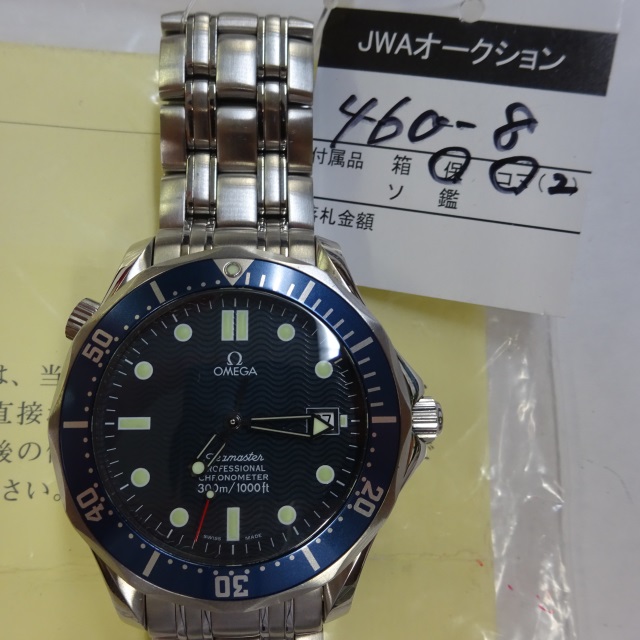 JWAオークション
460-8
付属品 箱 保 コマ(2
ソ 鑑
札金額
50
OMEGA
17
Seamaster
PROFESSIONAL
CHRONOMETER
300m/1000ft
SWISS MADE
10
20
30
40
は、当
直接
後の
さい。